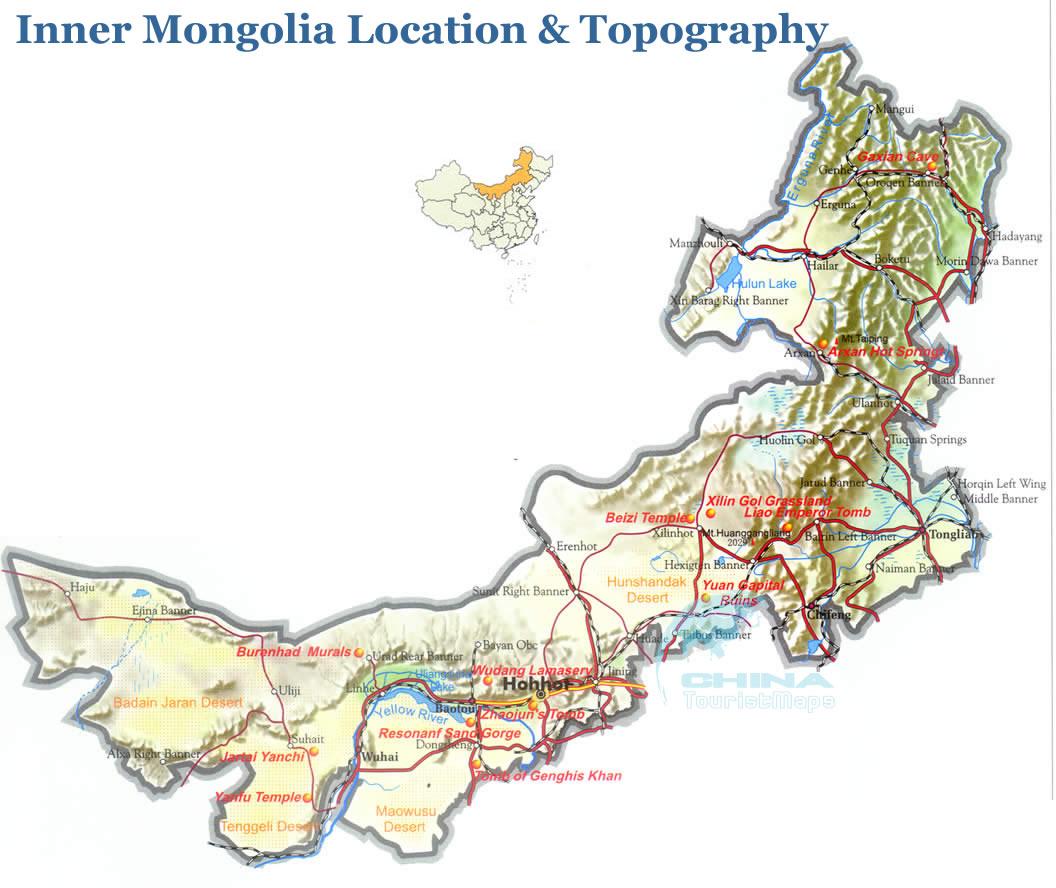 Inner Mongolia Location & Topography
Mangui
Ergona River
Gaxian Cave
Genhe
Oroqen Banner
Erguna
Hadayang
Manzhouli
Hailar
Boketu
Morin Dawa Banner
Hulun Lake
Xin Barag Right Banner
Mt.Taiping
Arxan
Arxan Hot Springs
Jalaid Banner
Ulanhot
Huolin Gol
Tuquan Springs
Jarud Banner
Horqin Left Wing
Middle Banner
Xilin Gol Grassland
Liao Emperor Tomb
Beizi Temple
Xilinhot
Mt.Huanggangliang
2029
Bairin Left Banner
Tongliao
Erenhot
Hexigten Banner
Naiman Banner
Hunshandak
Desert
Yuan Capital
Ruins
Sunit Right Banner
Haju
Ejina Banner
Chifeng
Huade
Taibus Banner
Bayan Obo
Burenhad Murals
Urad Rear Banner
Wudang Lamasery
Jining
Uliji
Linhe
Lake
Hohhot
CHINA
TouristMaps
Badain Jaran Desert
Yellow River
Baotou
Zhaojun's Tomb
Resonanf Sand Gorge
Suhait
Dongsheng
Alxa Right Banner
Jartai Yanchi
Wuhai
Tomb of Genghis Khan
Yanfu Temple
Maowusu
Desert
Tenggeli Desert